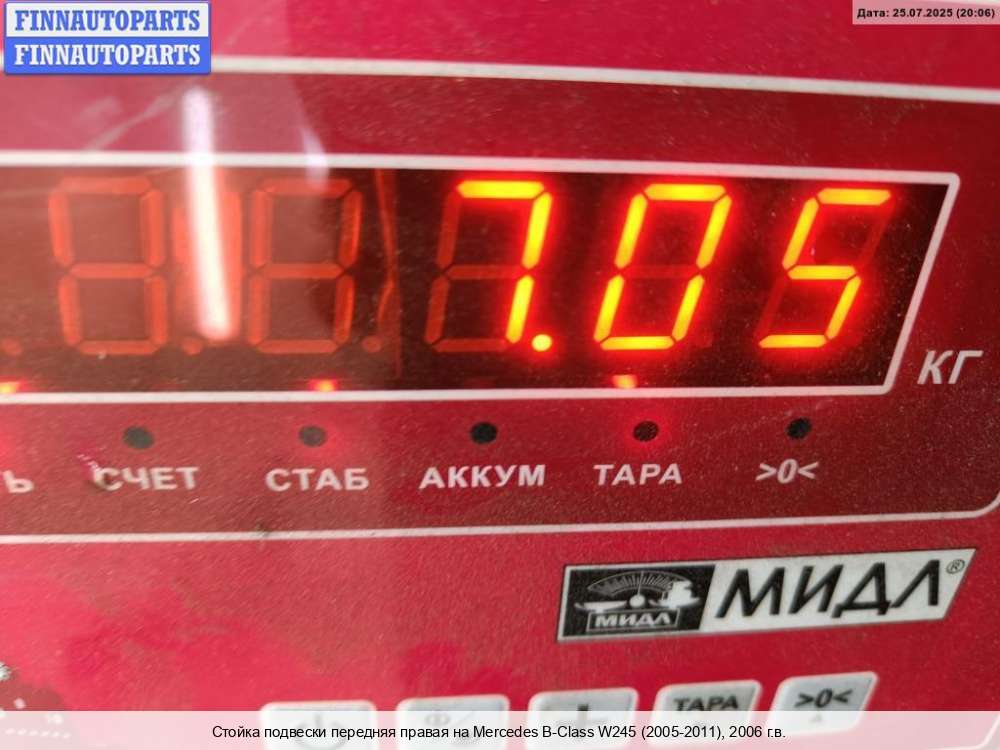 FINNAUTOPARTS
FINNAUTOPARTS
Дата: 25.07.2025 (20:06)
7.05
КГ
Ь СЧЕТ СТАБ АККУМ ТАРА >0<
МИДЛ МИДЛ®
ТАРА >0<
Стойка подвески передняя правая на Mercedes B-Class W245 (2005-2011), 2006 г.в.